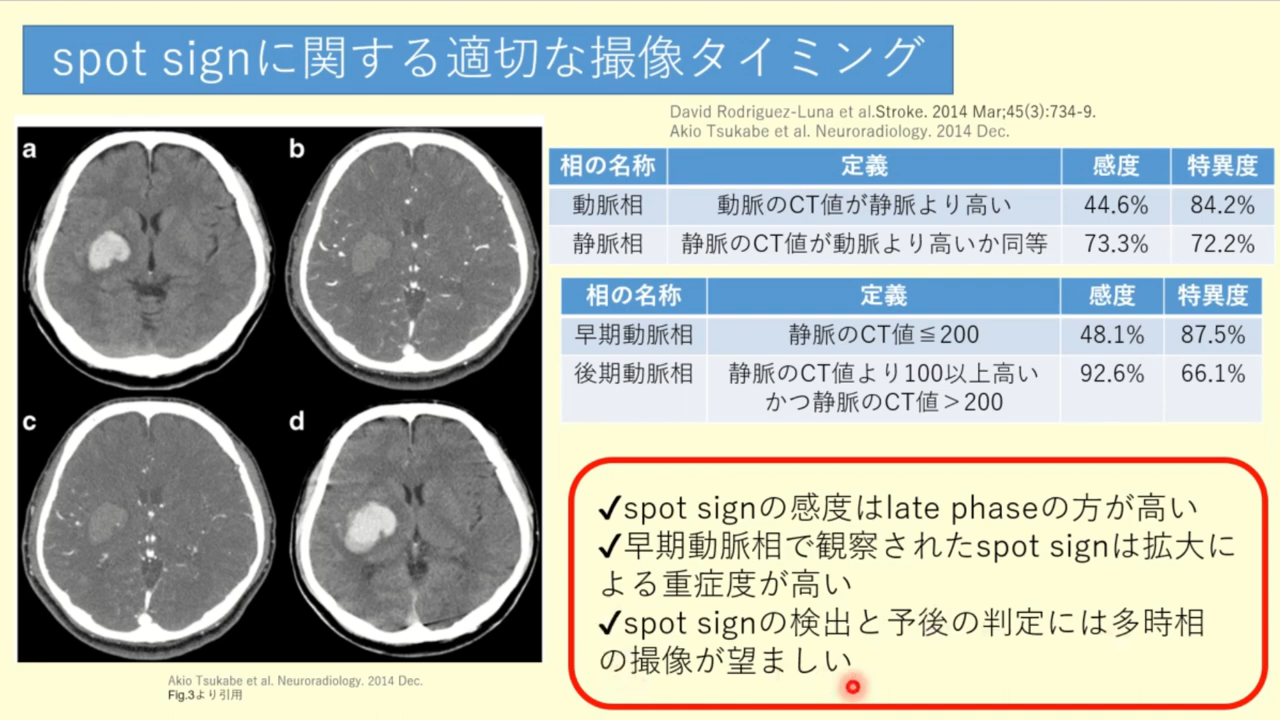 spot signに関する適切な撮像タイミング
David Rodriguez-Luna et al.Stroke. 2014 Mar;45(3):734-9.
Akio Tsukabe et al. Neuroradiology. 2014 Dec.
a
b
c
d
相の名称 定義 感度 特異度
動脈相 動脈のCT値が静脈より高い 44.6% 84.2%
静脈相 静脈のCT値が動脈より高いか同等 73.3% 72.2%
相の名称 定義 感度 特異度
早期動脈相 静脈のCT値≦200 48.1% 87.5%
後期動脈相 静脈のCT値より100以上高い 92.6% 66.1%
かつ静脈のCT値＞200
✓spot signの感度はlate phaseの方が高い
✓早期動脈相で観察されたspot signは拡大に
よる重症度が高い
✓spot signの検出と予後の判定には多時相
の撮像が望ましい
Akio Tsukabe et al. Neuroradiology. 2014 Dec.
Fig.3より引用